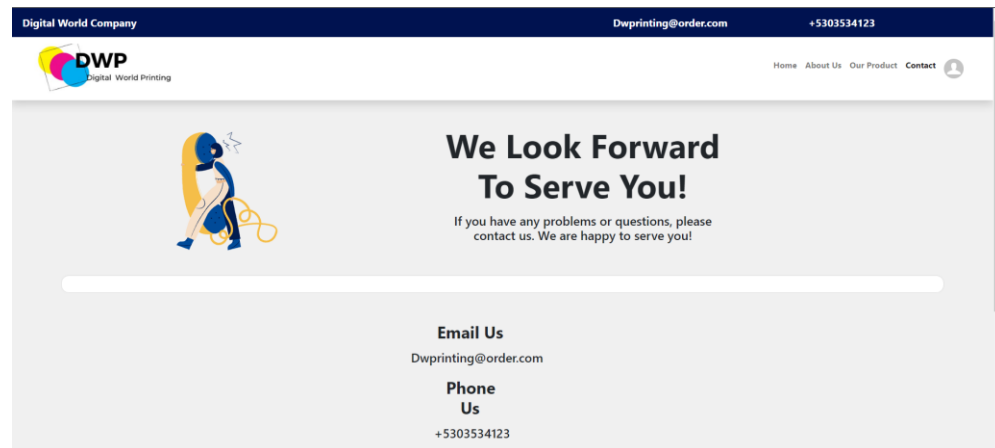 Digital World Company
Dwprinting@order.com
+5303534123
DWP
Digital World Printing
Home About Us Our Product Contact
We Look Forward
To Serve You!
If you have any problems or questions, please
contact us. We are happy to serve you!
Email Us
Dwprinting@order.com
Phone
Us
+5303534123